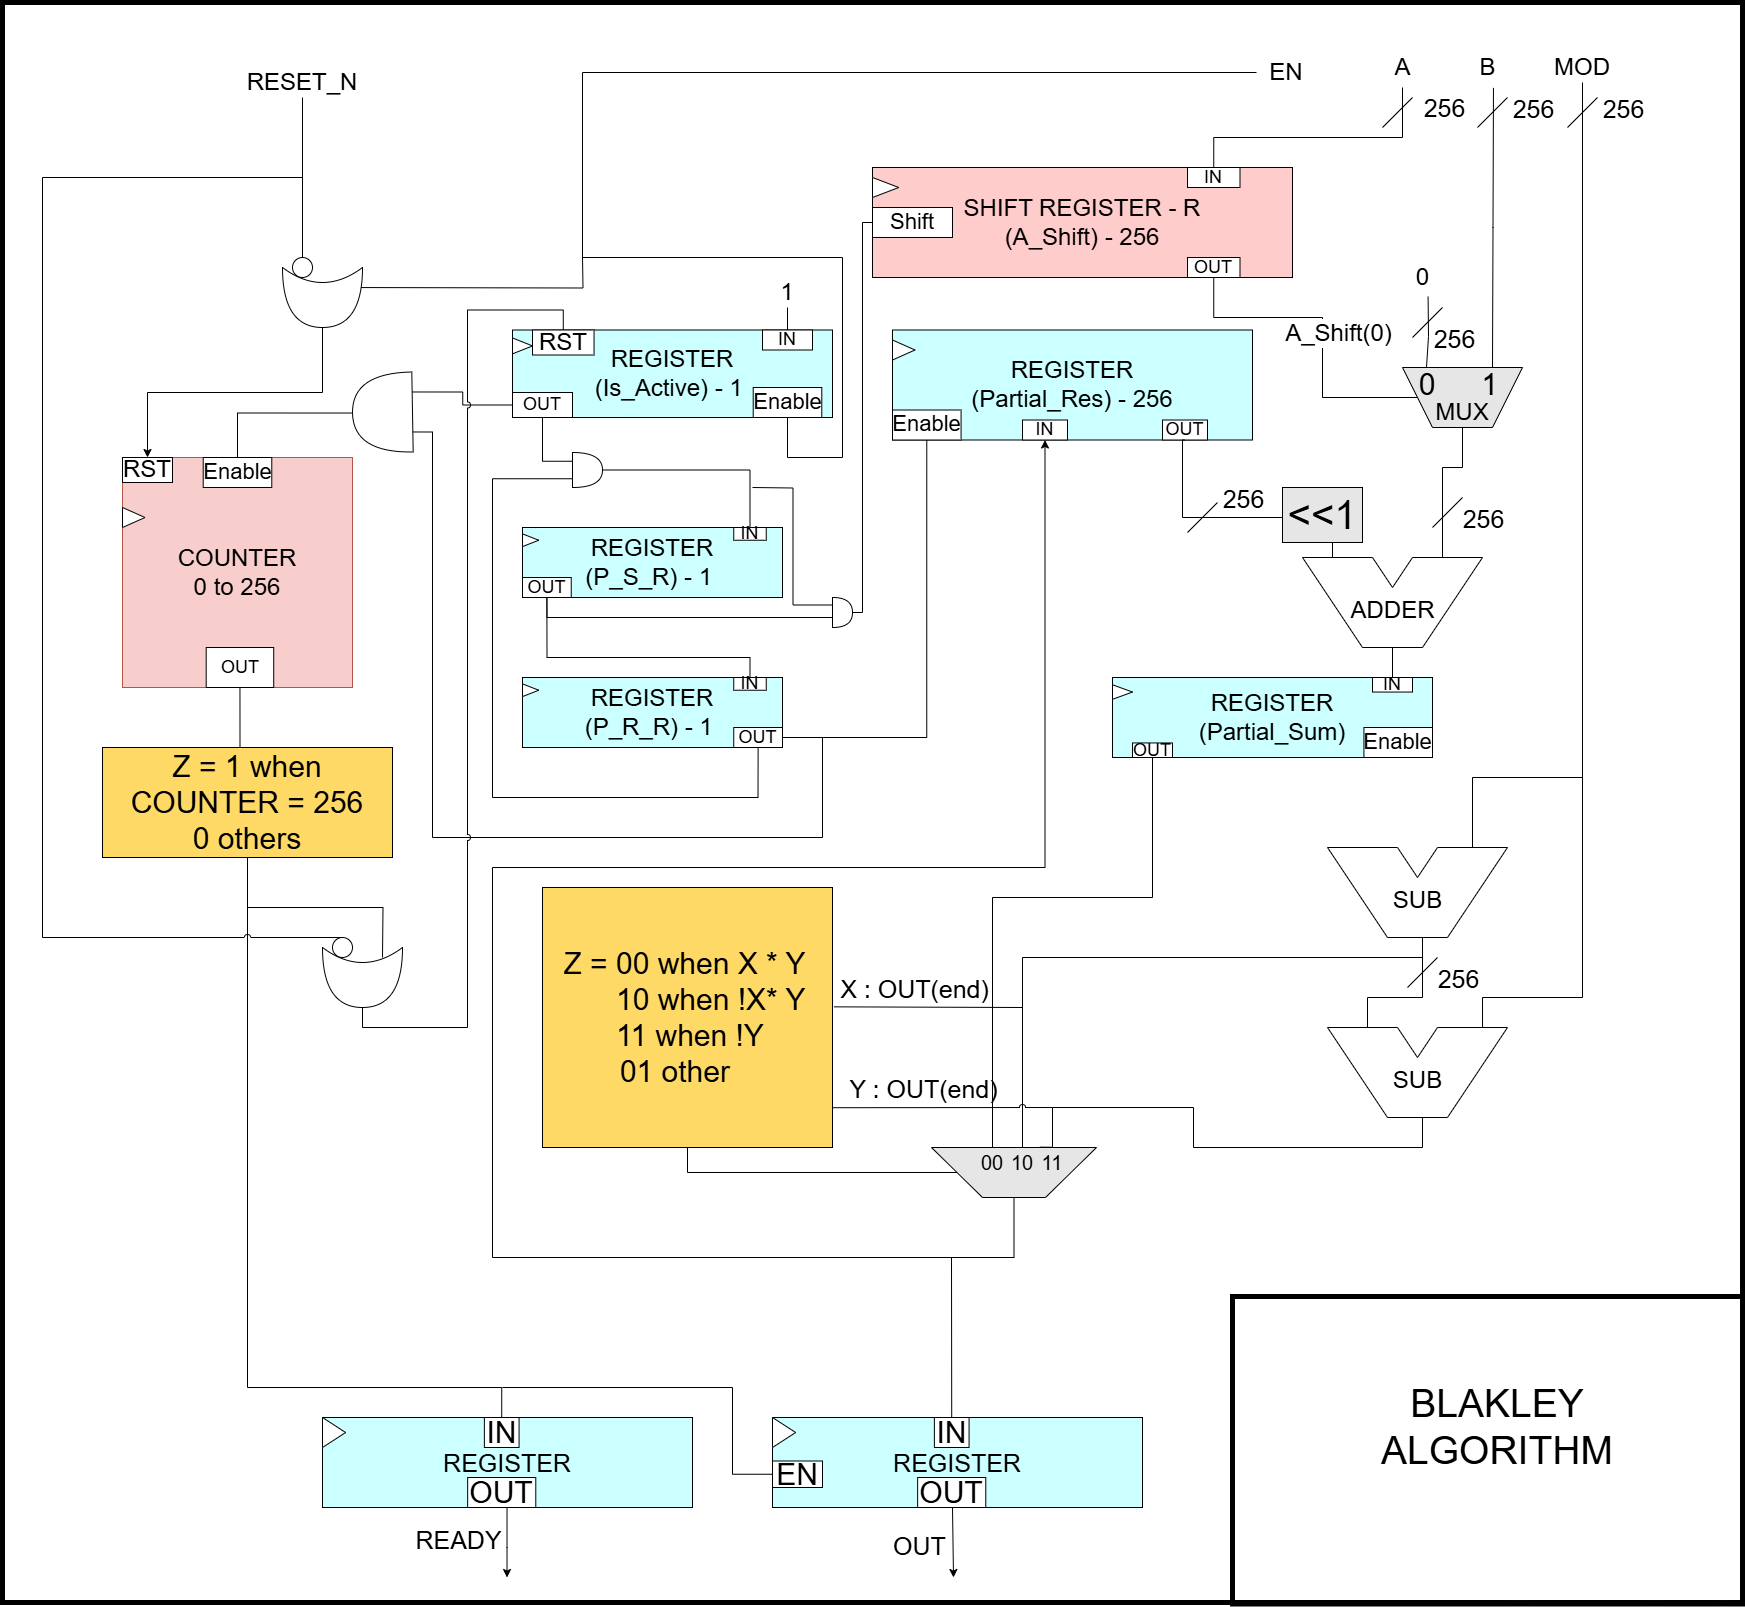 RESET_N
EN
A
B
MOD
256
256
256
IN
SHIFT REGISTER - R
(A_Shift) - 256
Shift
OUT
0
256
A_Shift(0)
0
1
MUX
1
RST
IN
REGISTER
(Is_Active) - 1
OUT
Enable
REGISTER
(Partial_Res) - 256
Enable
IN
OUT
RST
Enable
COUNTER
0 to 256
OUT
256
<<1
256
ADDER
IN
REGISTER
(P_S_R) - 1
OUT
IN
REGISTER
(P_R_R) - 1
OUT
IN
REGISTER
(Partial_Sum)
OUT
Enable
Z = 1 when
COUNTER = 256
0 others
SUB
256
SUB
Z = 00 when X * Y
10 when !X* Y
11 when !Y
01 other
X : OUT(end)
Y : OUT(end)
00 10 11
IN
REGISTER
OUT
READY
IN
EN
REGISTER
OUT
OUT
BLAKLEY
ALGORITHM